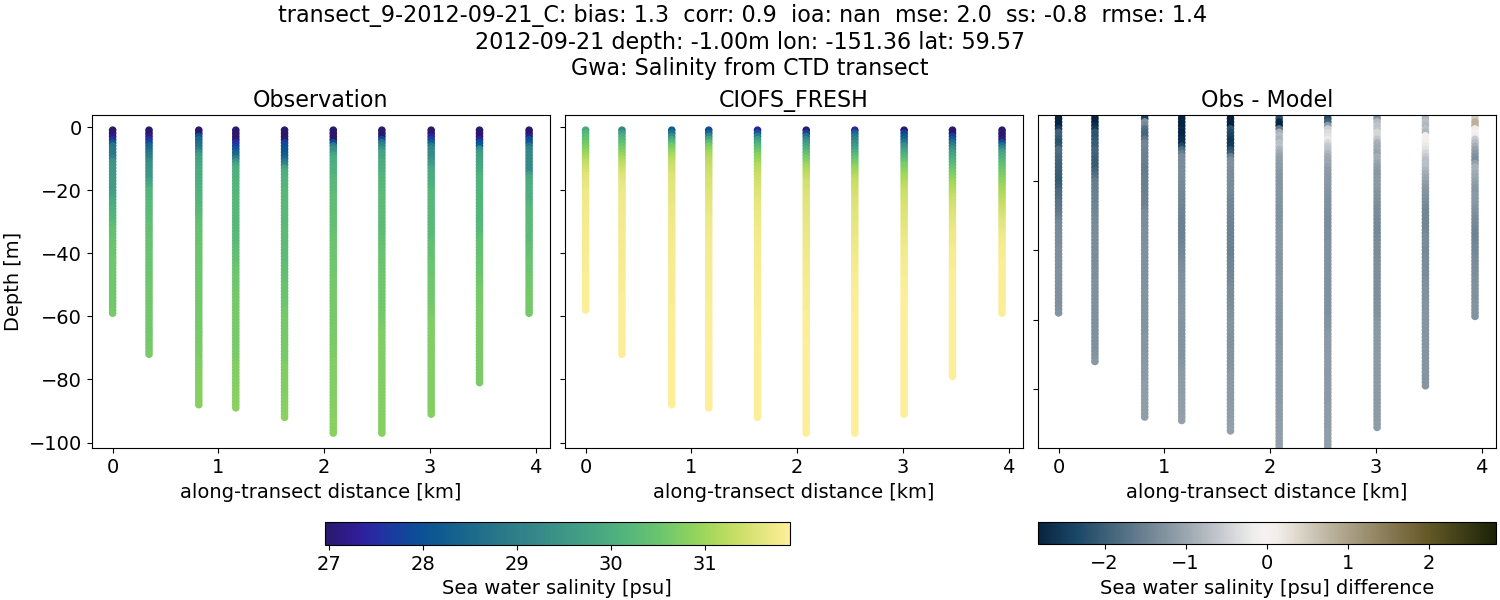 transect_9-2012-09-21_C: bias: 1.3  corr: 0.9  ioa: nan  mse: 2.0  ss: -0.8  rmse: 1.4
2012-09-21 depth: -1.00m lon: -151.36 lat: 59.57
Gwa: Salinity from CTD transect
Observation
CIOFS_FRESH
Obs - Model
Depth [m]
0
−20
−40
−60
−80
−100
0 1 2 3 4
0 1 2 3 4
0 1 2 3 4
along-transect distance [km]
along-transect distance [km]
along-transect distance [km]
27 28 29 30 31
Sea water salinity [psu]
−2 −1 0 1 2
Sea water salinity [psu] difference